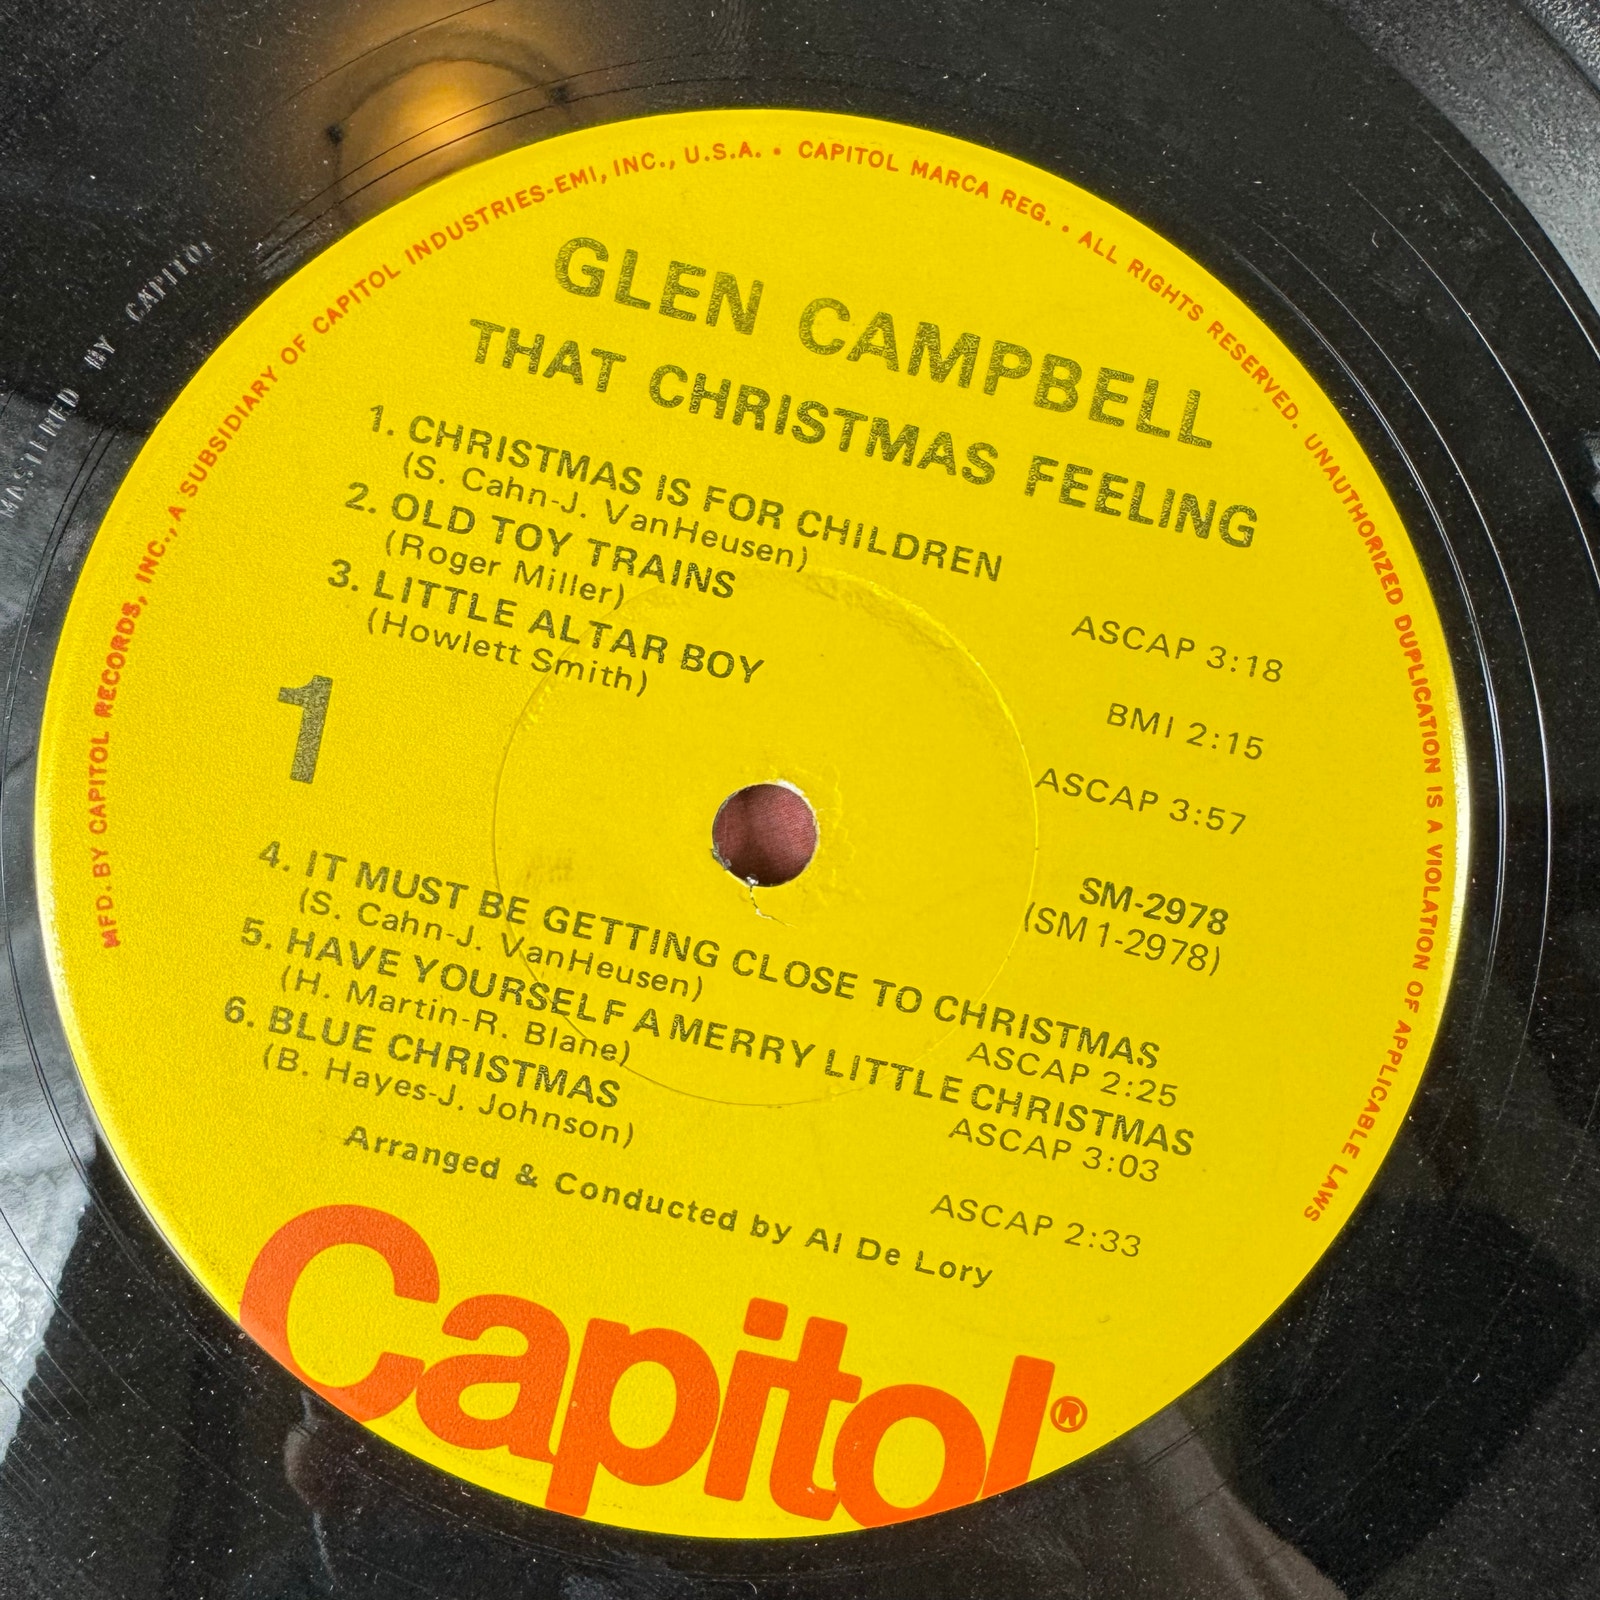 MFD. BY CAPITOL RECORDS, INC., A SUBSIDIARY OF CAPITOL INDUSTRIES-EMI, INC., U.S.A. • CAPITOL MARCA REG. • ALL RIGHTS RESERVED. UNAUTHORIZED DUPLICATION IS A VIOLATION OF APPLICABLE LAWS
MASTERED BY CAPITOL
GLEN CAMPBELL
THAT CHRISTMAS FEELING
1. CHRISTMAS IS FOR CHILDREN
(S. Cahn-J. VanHeusen) ASCAP 3:18
2. OLD TOY TRAINS
(Roger Miller) BMI 2:15
3. LITTLE ALTAR BOY
(Howlett Smith) ASCAP 3:57
1
SM-2978
(SM1-2978)
4. IT MUST BE GETTING CLOSE TO CHRISTMAS
(S. Cahn-J. VanHeusen) ASCAP 2:25
5. HAVE YOURSELF A MERRY LITTLE CHRISTMAS
(H. Martin-R. Blane) ASCAP 3:03
6. BLUE CHRISTMAS
(B. Hayes-J. Johnson) ASCAP 2:33
Arranged & Conducted by Al De Lory
Capitol®